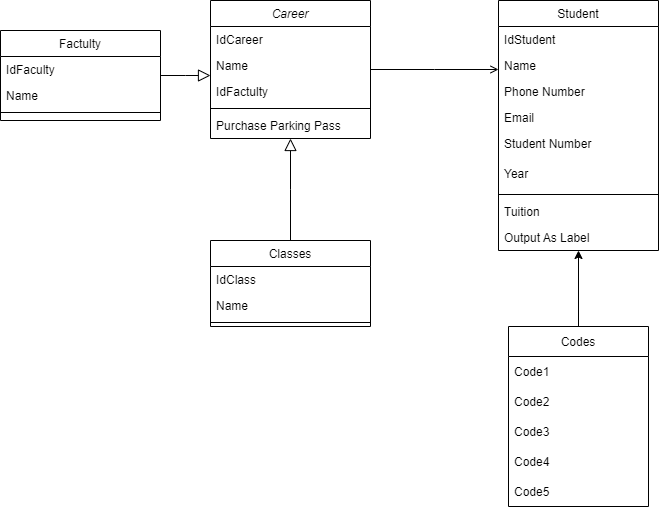 Factulty
IdFaculty
Name
Career
IdCareer
Name
IdFactulty
Purchase Parking Pass
Student
IdStudent
Name
Phone Number
Email
Student Number
Year
Tuition
Output As Label
Classes
IdClass
Name
Codes
Code1
Code2
Code3
Code4
Code5